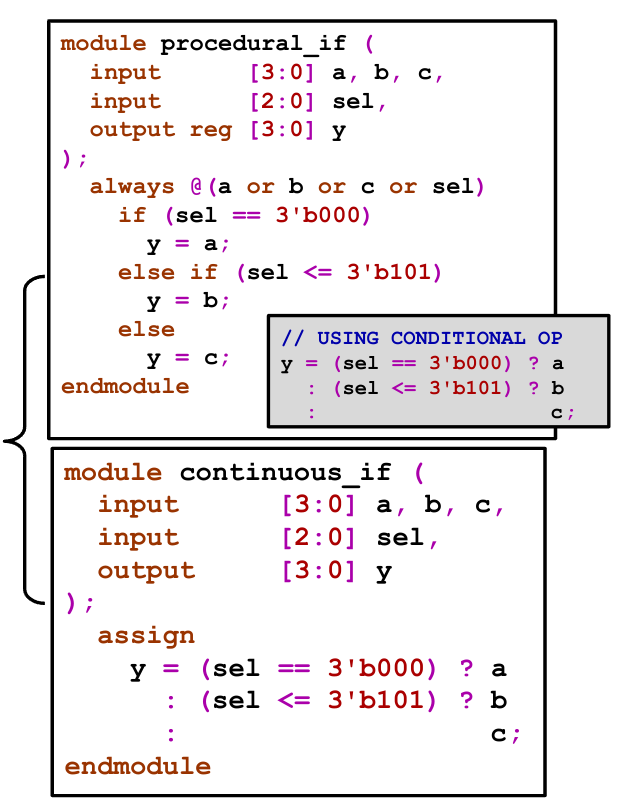 module procedural_if (
  input      [3:0] a, b, c,
  input      [2:0] sel,
  output reg [3:0] y
);
  always @(a or b or c or sel)
    if (sel == 3'b000)
      y = a;
    else if (sel <= 3'b101)
      y = b;
    else
      y = c;
endmodule
// USING CONDITIONAL OP
y = (sel == 3'b000) ? a
  : (sel <= 3'b101) ? b
  :                   c;
module continuous_if (
  input      [3:0] a, b, c,
  input      [2:0] sel,
  output     [3:0] y
);
  assign
    y = (sel == 3'b000) ? a
      : (sel <= 3'b101) ? b
      :                   c;
endmodule